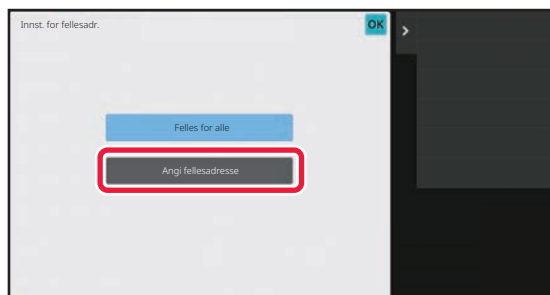 Innst. for fellesadr.
OK
Felles for alle
Angi fellesadresse